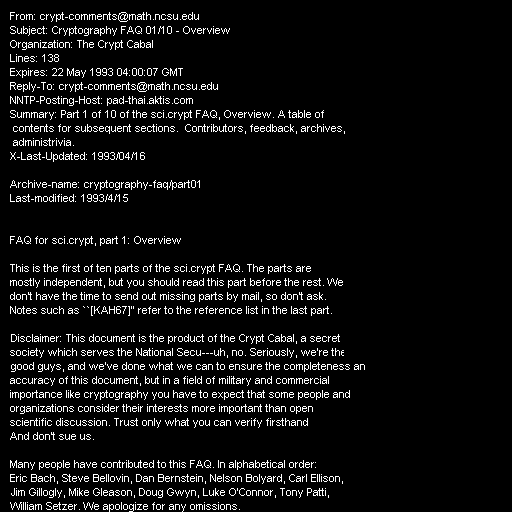 From: crypt-comments@math.ncsu.edu
Subject: Cryptography FAQ 01/10 - Overview
Organization: The Crypt Cabal
Lines: 138
Expires: 22 May 1993 04:00:07 GMT
Reply-To: crypt-comments@math.ncsu.edu
NNTP-Posting-Host: pad-thai.aktis.com
Summary: Part 1 of 10 of the sci.crypt FAQ, Overview. A table of
contents for subsequent sections.  Contributors, feedback, archives,
administrivia.
X-Last-Updated: 1993/04/16
Archive-name: cryptography-faq/part01
Last-modified: 1993/4/15
FAQ for sci.crypt, part 1: Overview
This is the first of ten parts of the sci.crypt FAQ. The parts are
mostly independent, but you should read this part before the rest. We
don't have the time to send out missing parts by mail, so don't ask.
Notes such as ``[KAH67]'' refer to the reference list in the last part.
Disclaimer: This document is the product of the Crypt Cabal, a secret
society which serves the National Secu---uh, no. Seriously, we're the
good guys, and we've done what we can to ensure the completeness an
accuracy of this document, but in a field of military and commercial
importance like cryptography you have to expect that some people and
organizations consider their interests more important than open
scientific discussion. Trust only what you can verify firsthand
And don't sue us.
Many people have contributed to this FAQ. In alphabetical order:
Eric Bach, Steve Bellovin, Dan Bernstein, Nelson Bolyard, Carl Ellison,
Jim Gillogly, Mike Gleason, Doug Gwyn, Luke O'Connor, Tony Patti,
William Setzer. We apologize for any omissions.